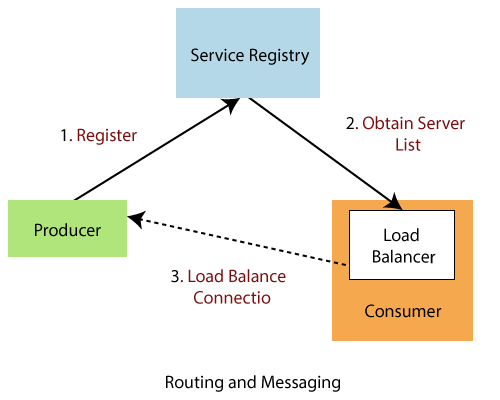 Service Registry
1. Register
2. Obtain Server
List
Producer
Load
Balancer
3. Load Balance
Connectio
Consumer
Routing and Messaging